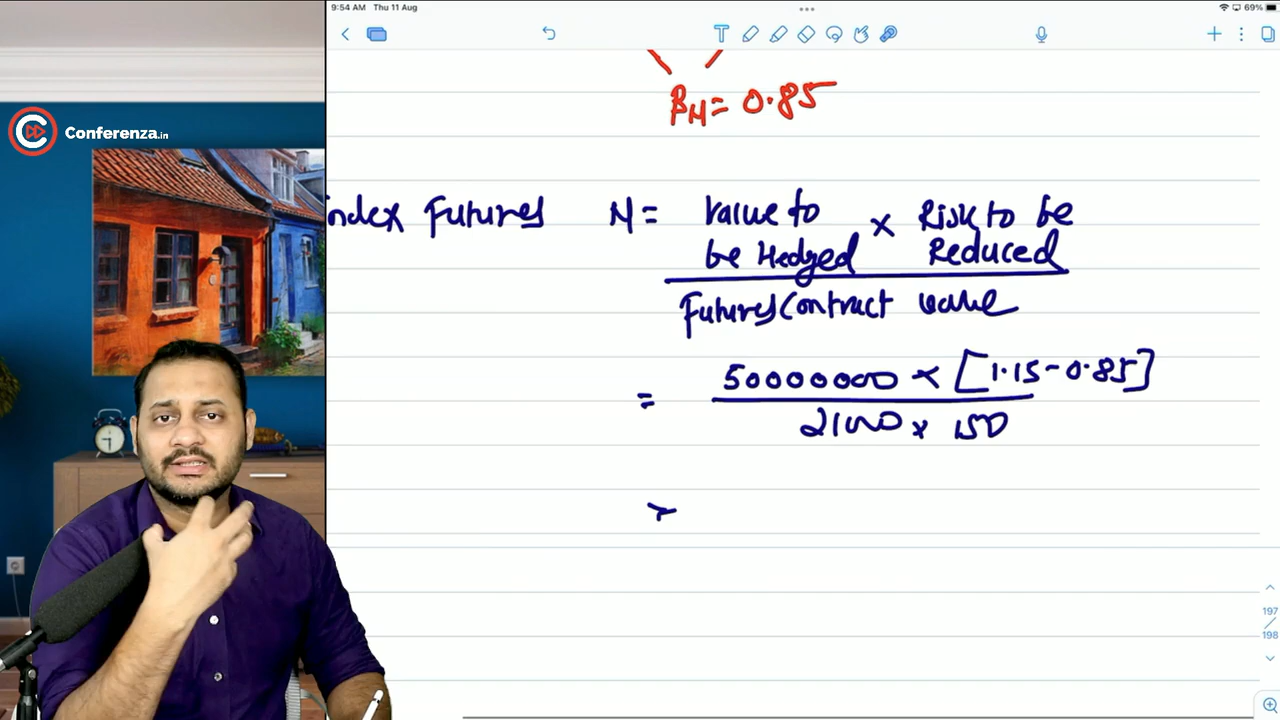 9:54 AM Thu 11 Aug
69%
βM = 0.85
Conferenza.in
index Futures N = Value to × Risk to be
be Hedged Reduced
Futures Contract value
= 50000000 × [1.15-0.85]
2100 × 150
=
197
198